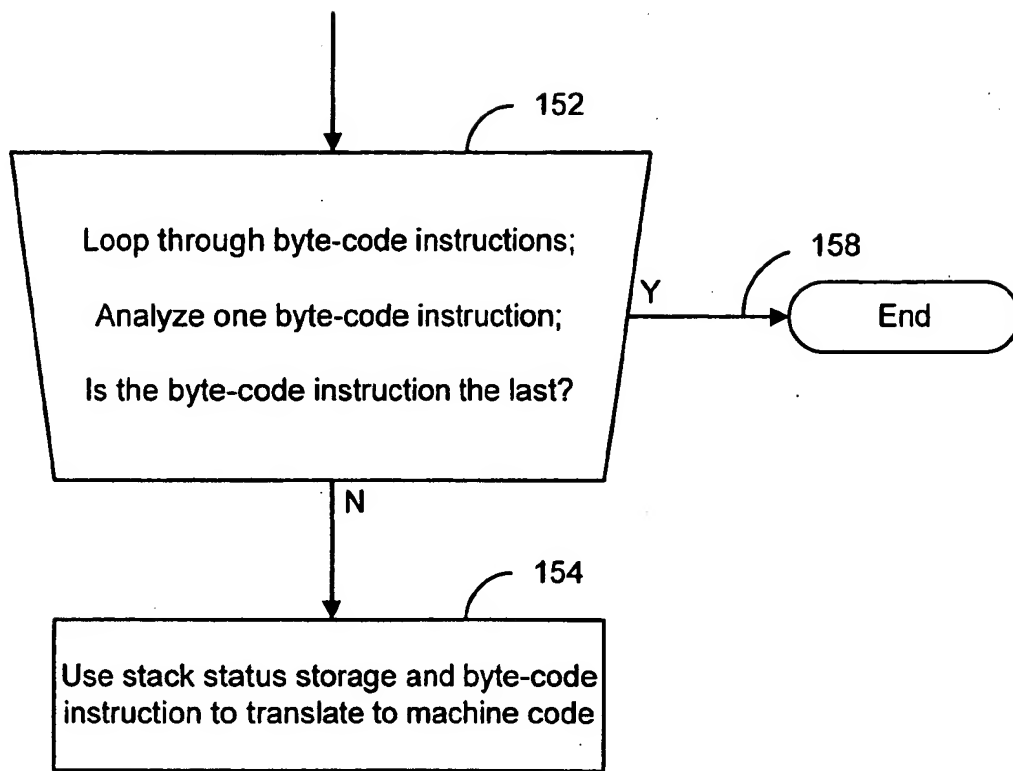 152
Loop through byte-code instructions;
Analyze one byte-code instruction;
Is the byte-code instruction the last?
Y
158
End
N
154
Use stack status storage and byte-code
instruction to translate to machine code